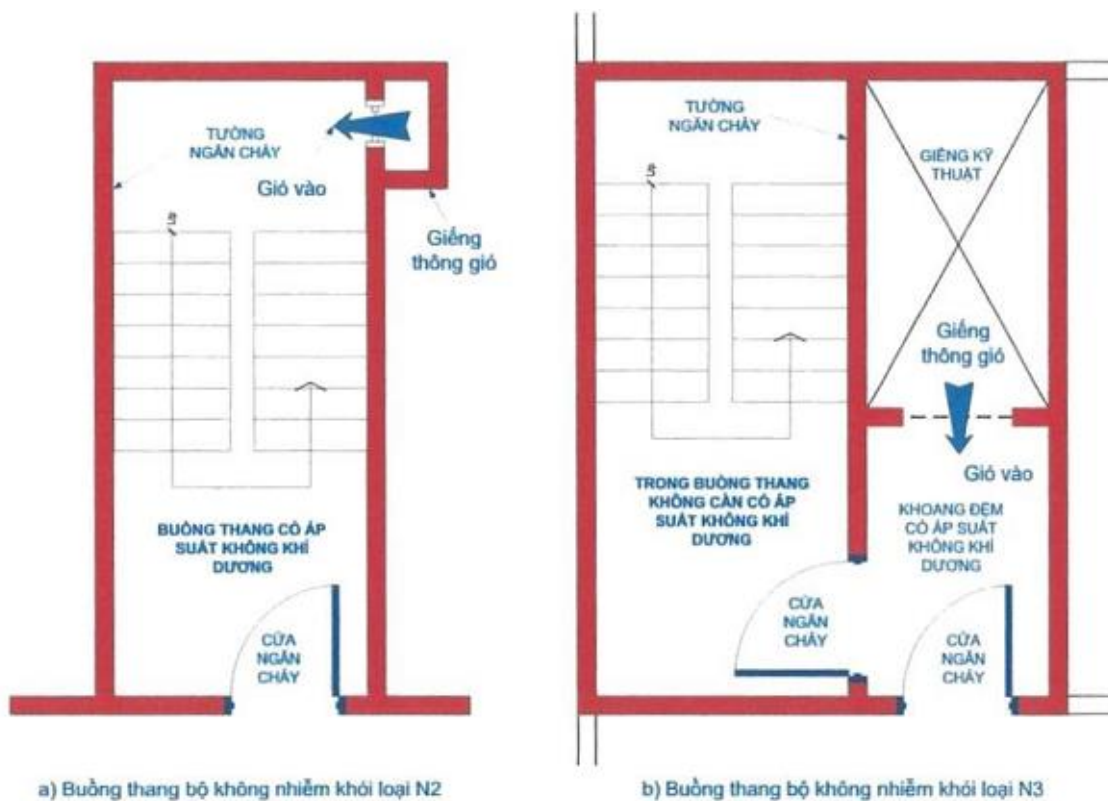 TƯỜNG
NGĂN CHÁY
Gió vào
Giếng
thông gió
BUỒNG THANG CÓ ÁP
SUẤT KHÔNG KHÍ
DƯƠNG
CỬA
NGĂN
CHÁY
a) Buồng thang bộ không nhiễm khói loại N2
TƯỜNG
NGĂN CHÁY
GIẾNG KỸ
THUẬT
Giếng
thông gió
Gió vào
TRONG BUỒNG THANG
KHÔNG CẦN CÓ ÁP
SUẤT KHÔNG KHÍ
DƯƠNG
KHOANG ĐỆM
CÓ ÁP SUẤT
KHÔNG KHÍ
DƯƠNG
CỬA
NGĂN
CHÁY
CỬA
NGĂN
CHÁY
b) Buồng thang bộ không nhiễm khói loại N3